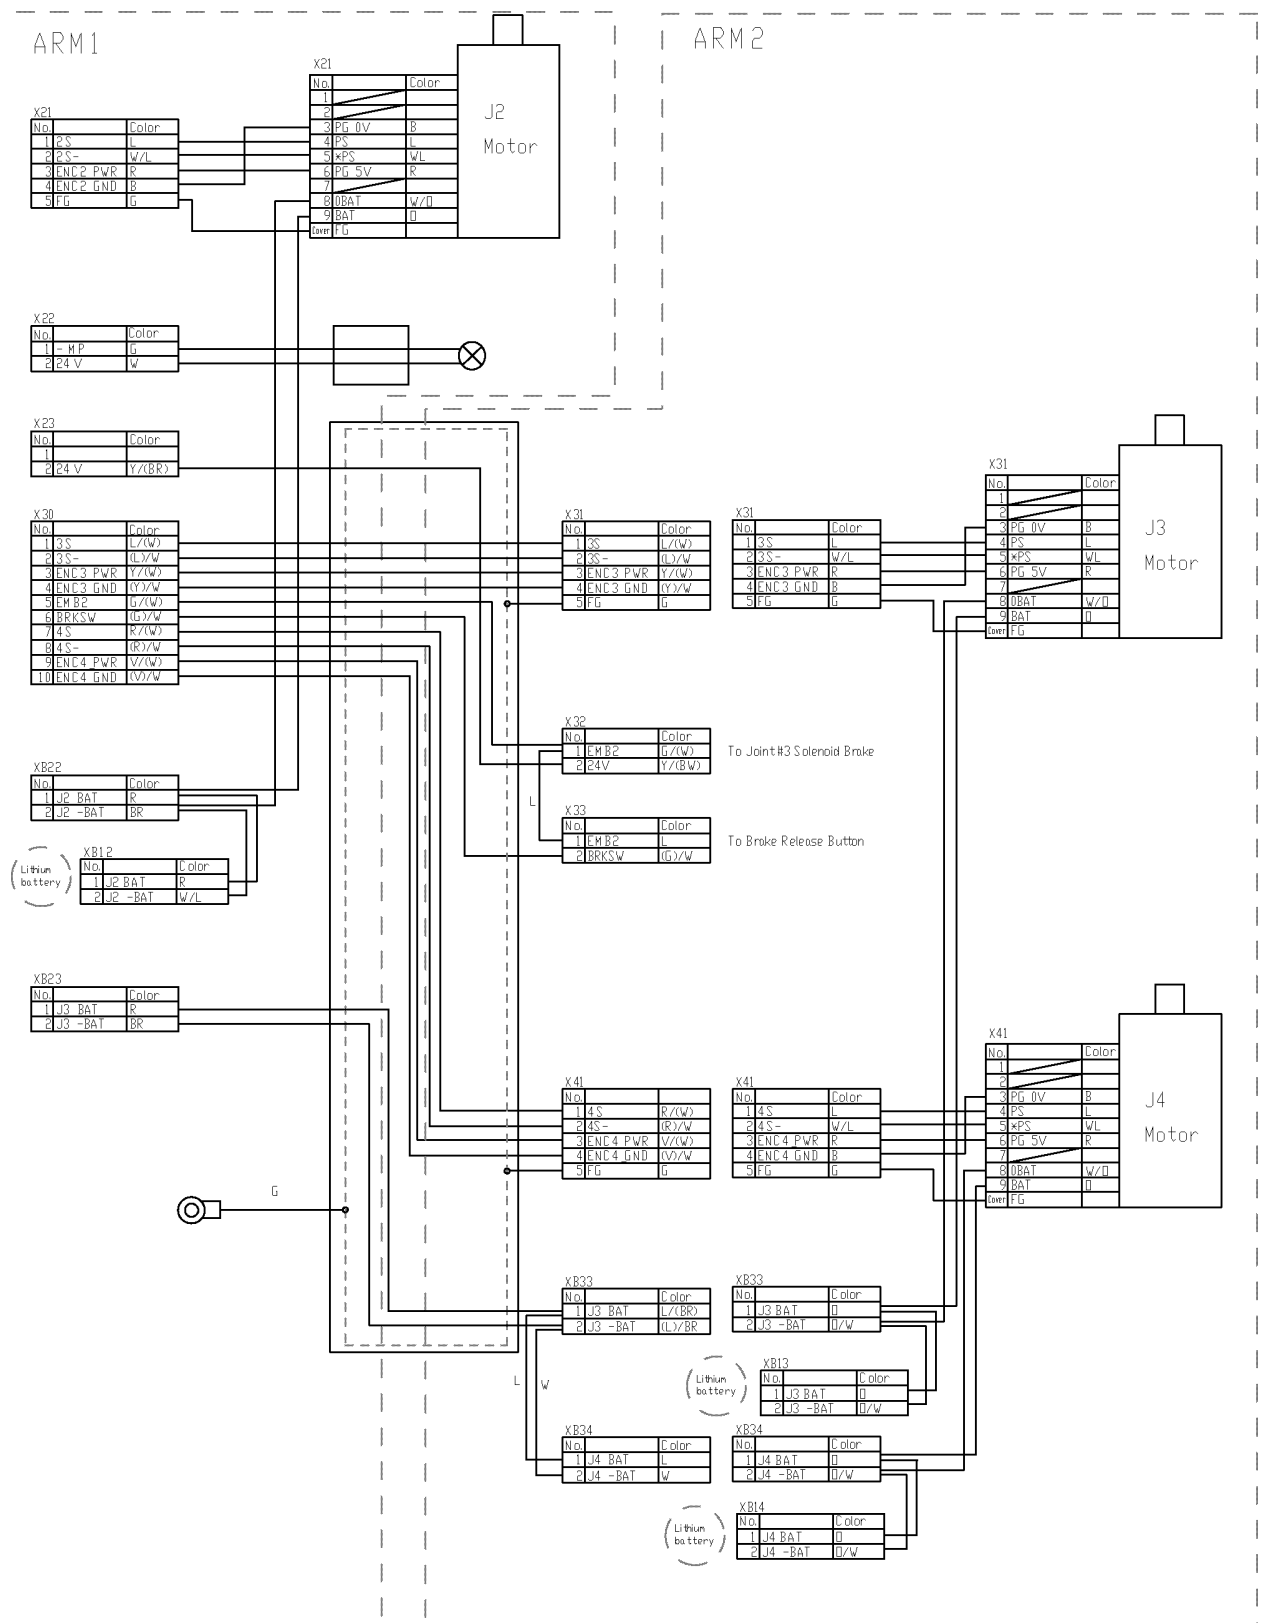 ARM1
ARM2
X21
No. Color
1
2
3 PG 0V B
4 PS L
5 *PS WL
6 PG 5V R
7
8 0BAT W/O
9 BAT O
Cover FG
J2
Motor
X21
No. Color
1 2S L
2 2S- W/L
3 ENC2 PWR R
4 ENC2 GND B
5 FG G
X22
No. Color
1 -MP G
2 24V W
X23
No. Color
1
2 24V Y/(BR)
X30
No. Color
1 3S L/(W)
2 3S- (L)/W
3 ENC3 PWR Y/(W)
4 ENC3 GND (Y)/W
5 EMB2 G/(W)
6 BRKSW (G)/W
7 4S R/(W)
8 4S- (R)/W
9 ENC4 PWR V/(W)
10 ENC4 GND (V)/W
X31
No. Color
1 3S L/(W)
2 3S- (L)/W
3 ENC3 PWR Y/(W)
4 ENC3 GND (Y)/W
5 FG G
X31
No. Color
1 3S L
2 3S- W/L
3 ENC3 PWR R
4 ENC3 GND B
5 FG G
X31
No. Color
1
2
3 PG 0V B
4 PS L
5 *PS WL
6 PG 5V R
7
8 0BAT W/O
9 BAT O
Cover FG
J3
Motor
X32
No. Color
1 EMB2 G/(W)
2 24V Y/(BW)
To Joint#3 Solenoid Brake
L
X33
No. Color
1 EMB2 L
2 BRKSW (G)/W
To Brake Release Button
XB22
No. Color
1 J2 BAT R
2 J2 -BAT BR
Lithium
battery
XB12
No. Color
1 J2 BAT R
2 J2 -BAT W/L
XB23
No. Color
1 J3 BAT R
2 J3 -BAT BR
X41
No.
1 4S R/(W)
2 4S- (R)/W
3 ENC4 PWR V/(W)
4 ENC4 GND (V)/W
5 FG G
X41
No. Color
1 4S L
2 4S- W/L
3 ENC4 PWR R
4 ENC4 GND B
5 FG G
X41
No. Color
1
2
3 PG 0V B
4 PS L
5 *PS WL
6 PG 5V R
7
8 0BAT W/O
9 BAT O
Cover FG
J4
Motor
G
XB33
No. Color
1 J3 BAT L/(BR)
2 J3 -BAT (L)/BR
XB33
No. Color
1 J3 BAT O
2 J3 -BAT O/W
L W
Lithium
battery
XB13
No. Color
1 J3 BAT O
2 J3 -BAT O/W
XB34
No. Color
1 J4 BAT L
2 J4 -BAT W
XB34
No. Color
1 J4 BAT O
2 J4 -BAT O/W
Lithium
battery
XB14
No. Color
1 J4 BAT O
2 J4 -BAT O/W